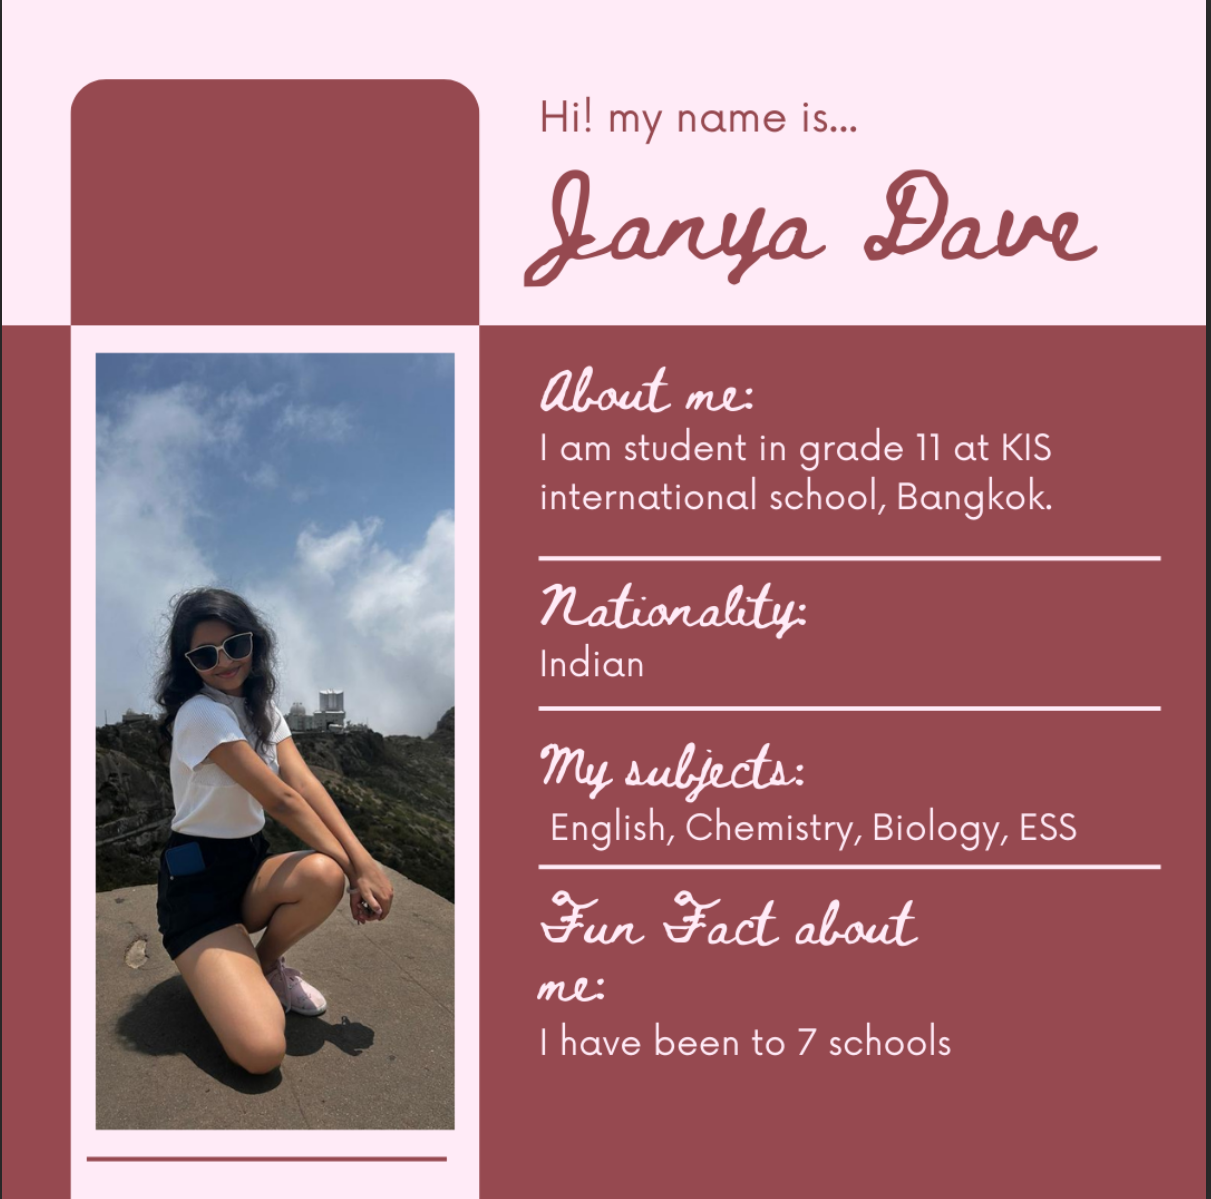 Hi! my name is...
Janya Dave
About me:
I am student in grade 11 at KIS
international school, Bangkok.
Nationality:
Indian
My subjects:
English, Chemistry, Biology, ESS
Fun Fact about
me:
I have been to 7 schools